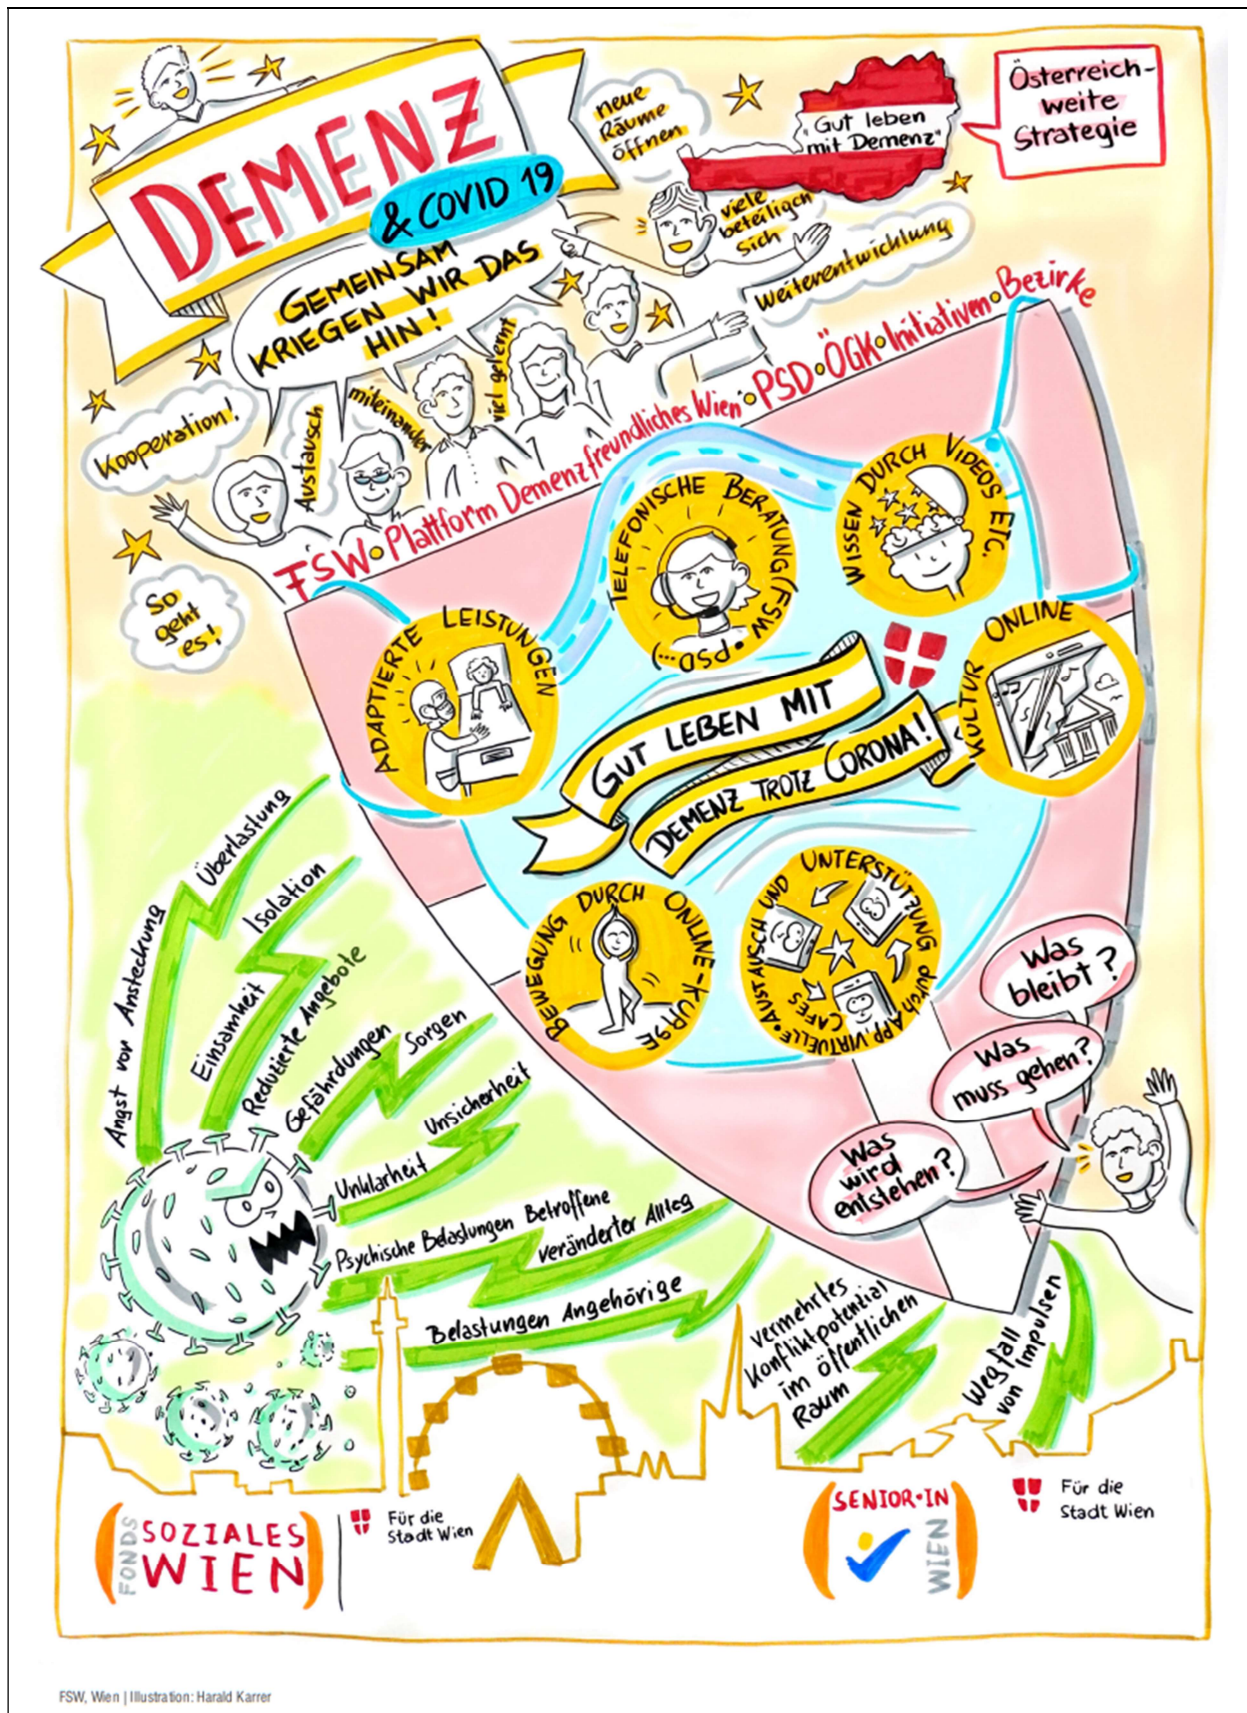 DEMENZ
& COVID 19
GEMEINSAM
KRIEGEN WIR DAS
HIN!
neue
Räume
öffnen
"Gut leben
mit Demenz"
Österreich-
weite
Strategie
viele
beteiligen
sich
Weiterentwicklung
Kooperation!
Austausch
miteinander
viel gelernt
So
geht
es!
FSW • Plattform Demenzfreundliches Wien • PSD • ÖGK • Initiativen • Bezirke
ADAPTIERTE LEISTUNGEN
TELEFONISCHE BERATUNG (FSW • PSD...)
WISSEN DURCH VIDEOS ETC.
KULTUR ONLINE
GUT LEBEN MIT
DEMENZ TROTZ CORONA!
BEWEGUNG DURCH ONLINE-KURSE
AUSTAUSCH UND UNTERSTÜTZUNG durch APP VIRTUELLE
CAFES
Was
bleibt?
Was
muss gehen?
Was
wird
entstehen?
Angst vor Ansteckung
Überlastung
Einsamkeit
Isolation
Reduzierte Angebote
Gefährdungen
Sorgen
Unklarheit
Unsicherheit
Psychische Belastungen Betroffene
veränderter Alltag
Belastungen Angehörige
vermehrtes
Konfliktpotential
im öffentlichen
Raum
Wegfall
von Impulsen
FONDS
SOZIALES
WIEN
Für die
Stadt Wien
SENIOR•IN
WIEN
Für die
Stadt Wien
FSW, Wien | Illustration: Harald Karrer